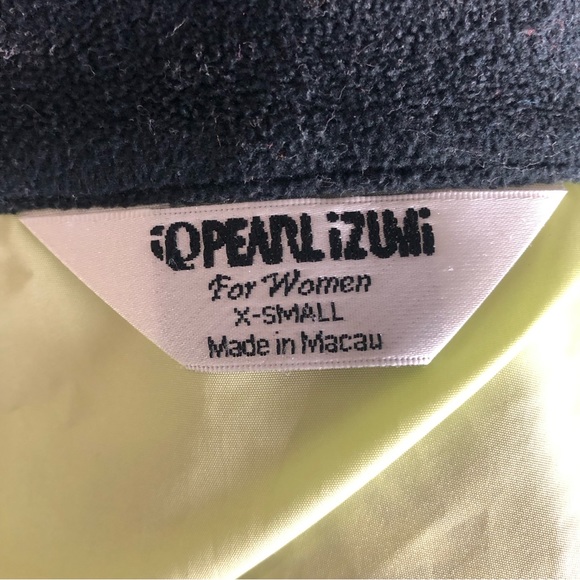 PEARL iZUMi
For Women
X-SMALL
Made in Macau